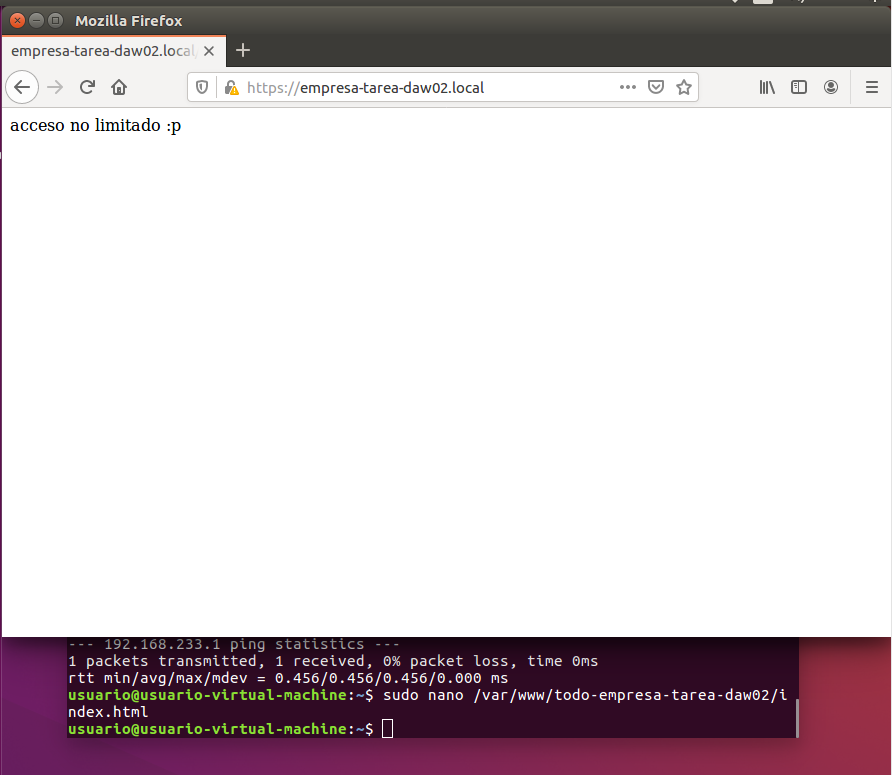 Mozilla Firefox
empresa-tarea-daw02.local/
https://empresa-tarea-daw02.local
acceso no limitado :p
--- 192.168.233.1 ping statistics ---
1 packets transmitted, 1 received, 0% packet loss, time 0ms
rtt min/avg/max/mdev = 0.456/0.456/0.456/0.000 ms
usuario@usuario-virtual-machine:~$ sudo nano /var/www/todo-empresa-tarea-daw02/i
ndex.html
usuario@usuario-virtual-machine:~$